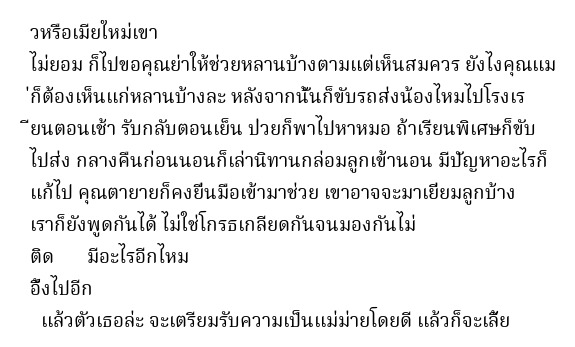 วหรือเมียใหม่เขา
ไม่ยอม ก็ไปขอคุณย่าให้ช่วยหลานบ้างตามแต่เห็นสมควร ยังไงคุณแม
่ก็ต้องเห็นแก่หลานบ้างละ หลังจากนั้นก็ขับรถส่งน้องไหมไปโรงเร
ียนตอนเช้า รับกลับตอนเย็น ป่วยก็พาไปหาหมอ ถ้าเรียนพิเศษก็ขับ
ไปส่ง กลางคืนก่อนนอนก็เล่านิทานกล่อมลูกเข้านอน มีปัญหาอะไรก็
แก้ไป คุณตายายก็คงยื่นมือเข้ามาช่วย เขาอาจจะมาเยี่ยมลูกบ้าง
เราก็ยังพูดกันได้ ไม่ใช่โกรธเกลียดกันจนมองกันไม่
ติด มีอะไรอีกไหม
อึ้งไปอีก
แล้วตัวเธอล่ะ จะเตรียมรับความเป็นแม่ม่ายโดยดี แล้วก็จะเลี้ย